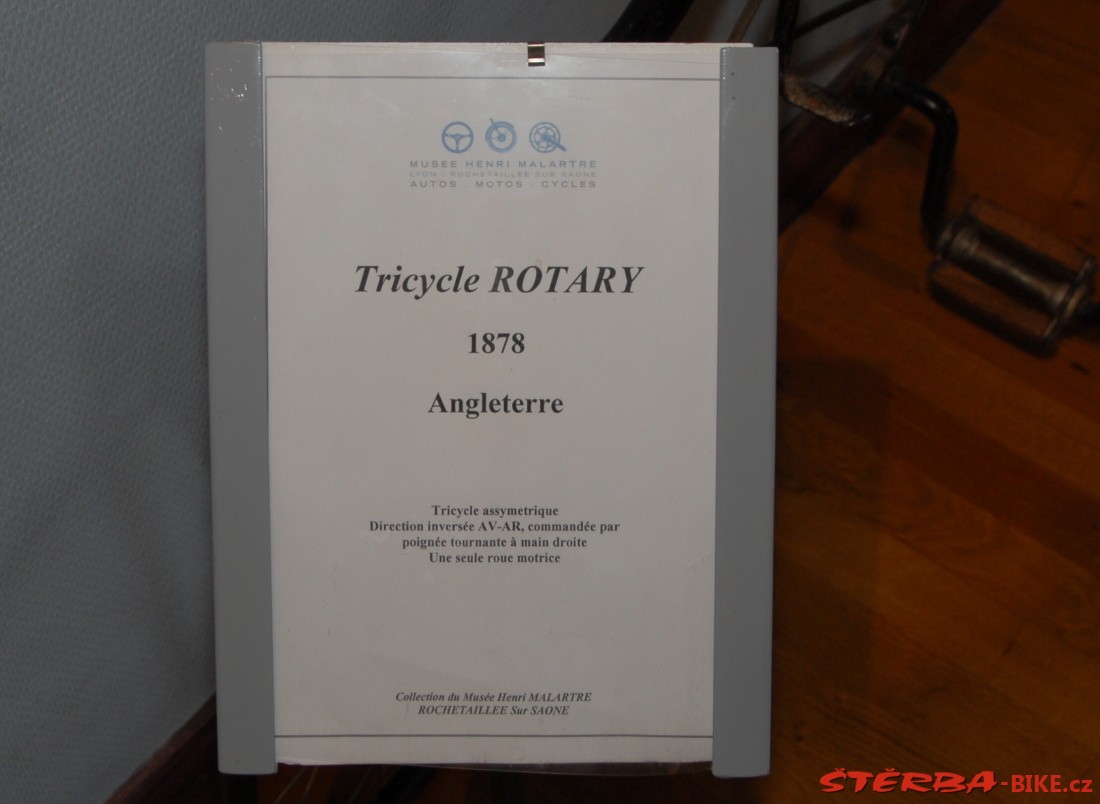 MUSEE HENRI MALARTRE
LYON - ROCHETAILLEE SUR SAONE
AUTOS . MOTOS . CYCLES
Tricycle ROTARY
1878
Angleterre
Tricycle assymetrique
Direction inversée AV-AR, commandée par
poignée tournante à main droite
Une seule roue motrice
Collection du Musée Henri MALARTRE
ROCHETAILLEE Sur SAONE
ŠTĚRBA-BIKE.cz